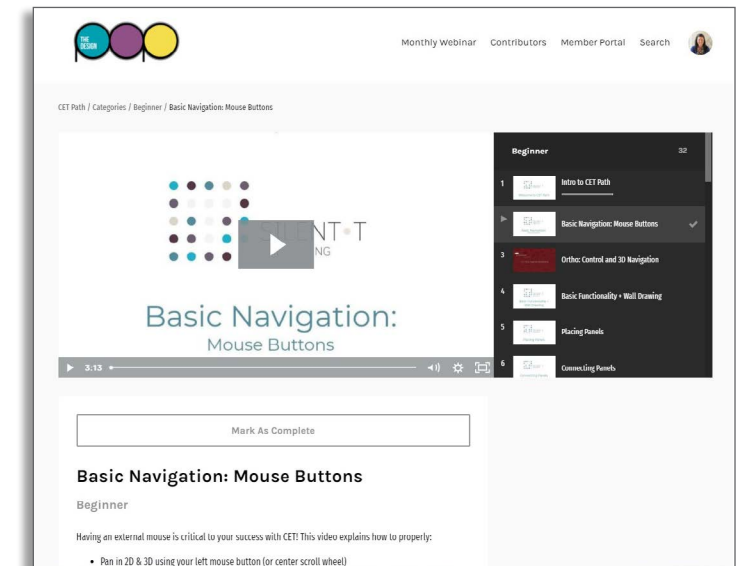 THE
DESIGN
pop
Monthly Webinar Contributors Member Portal Search
CET Path / Categories / Beginner / Basic Navigation: Mouse Buttons
SILENT T
NG
Basic Navigation:
Mouse Buttons
3:13
Beginner 32
1 Intro to CET Path
Basic Navigation: Mouse Buttons
3 Ortho: Control and 3D Navigation
4 Basic Functionality + Wall Drawing
5 Placing Panels
6 Connecting Panels
Mark As Complete
Basic Navigation: Mouse Buttons
Beginner
Having an external mouse is critical to your success with CET! This video explains how to properly:
• Pan in 2D & 3D using your left mouse button (or center scroll wheel)